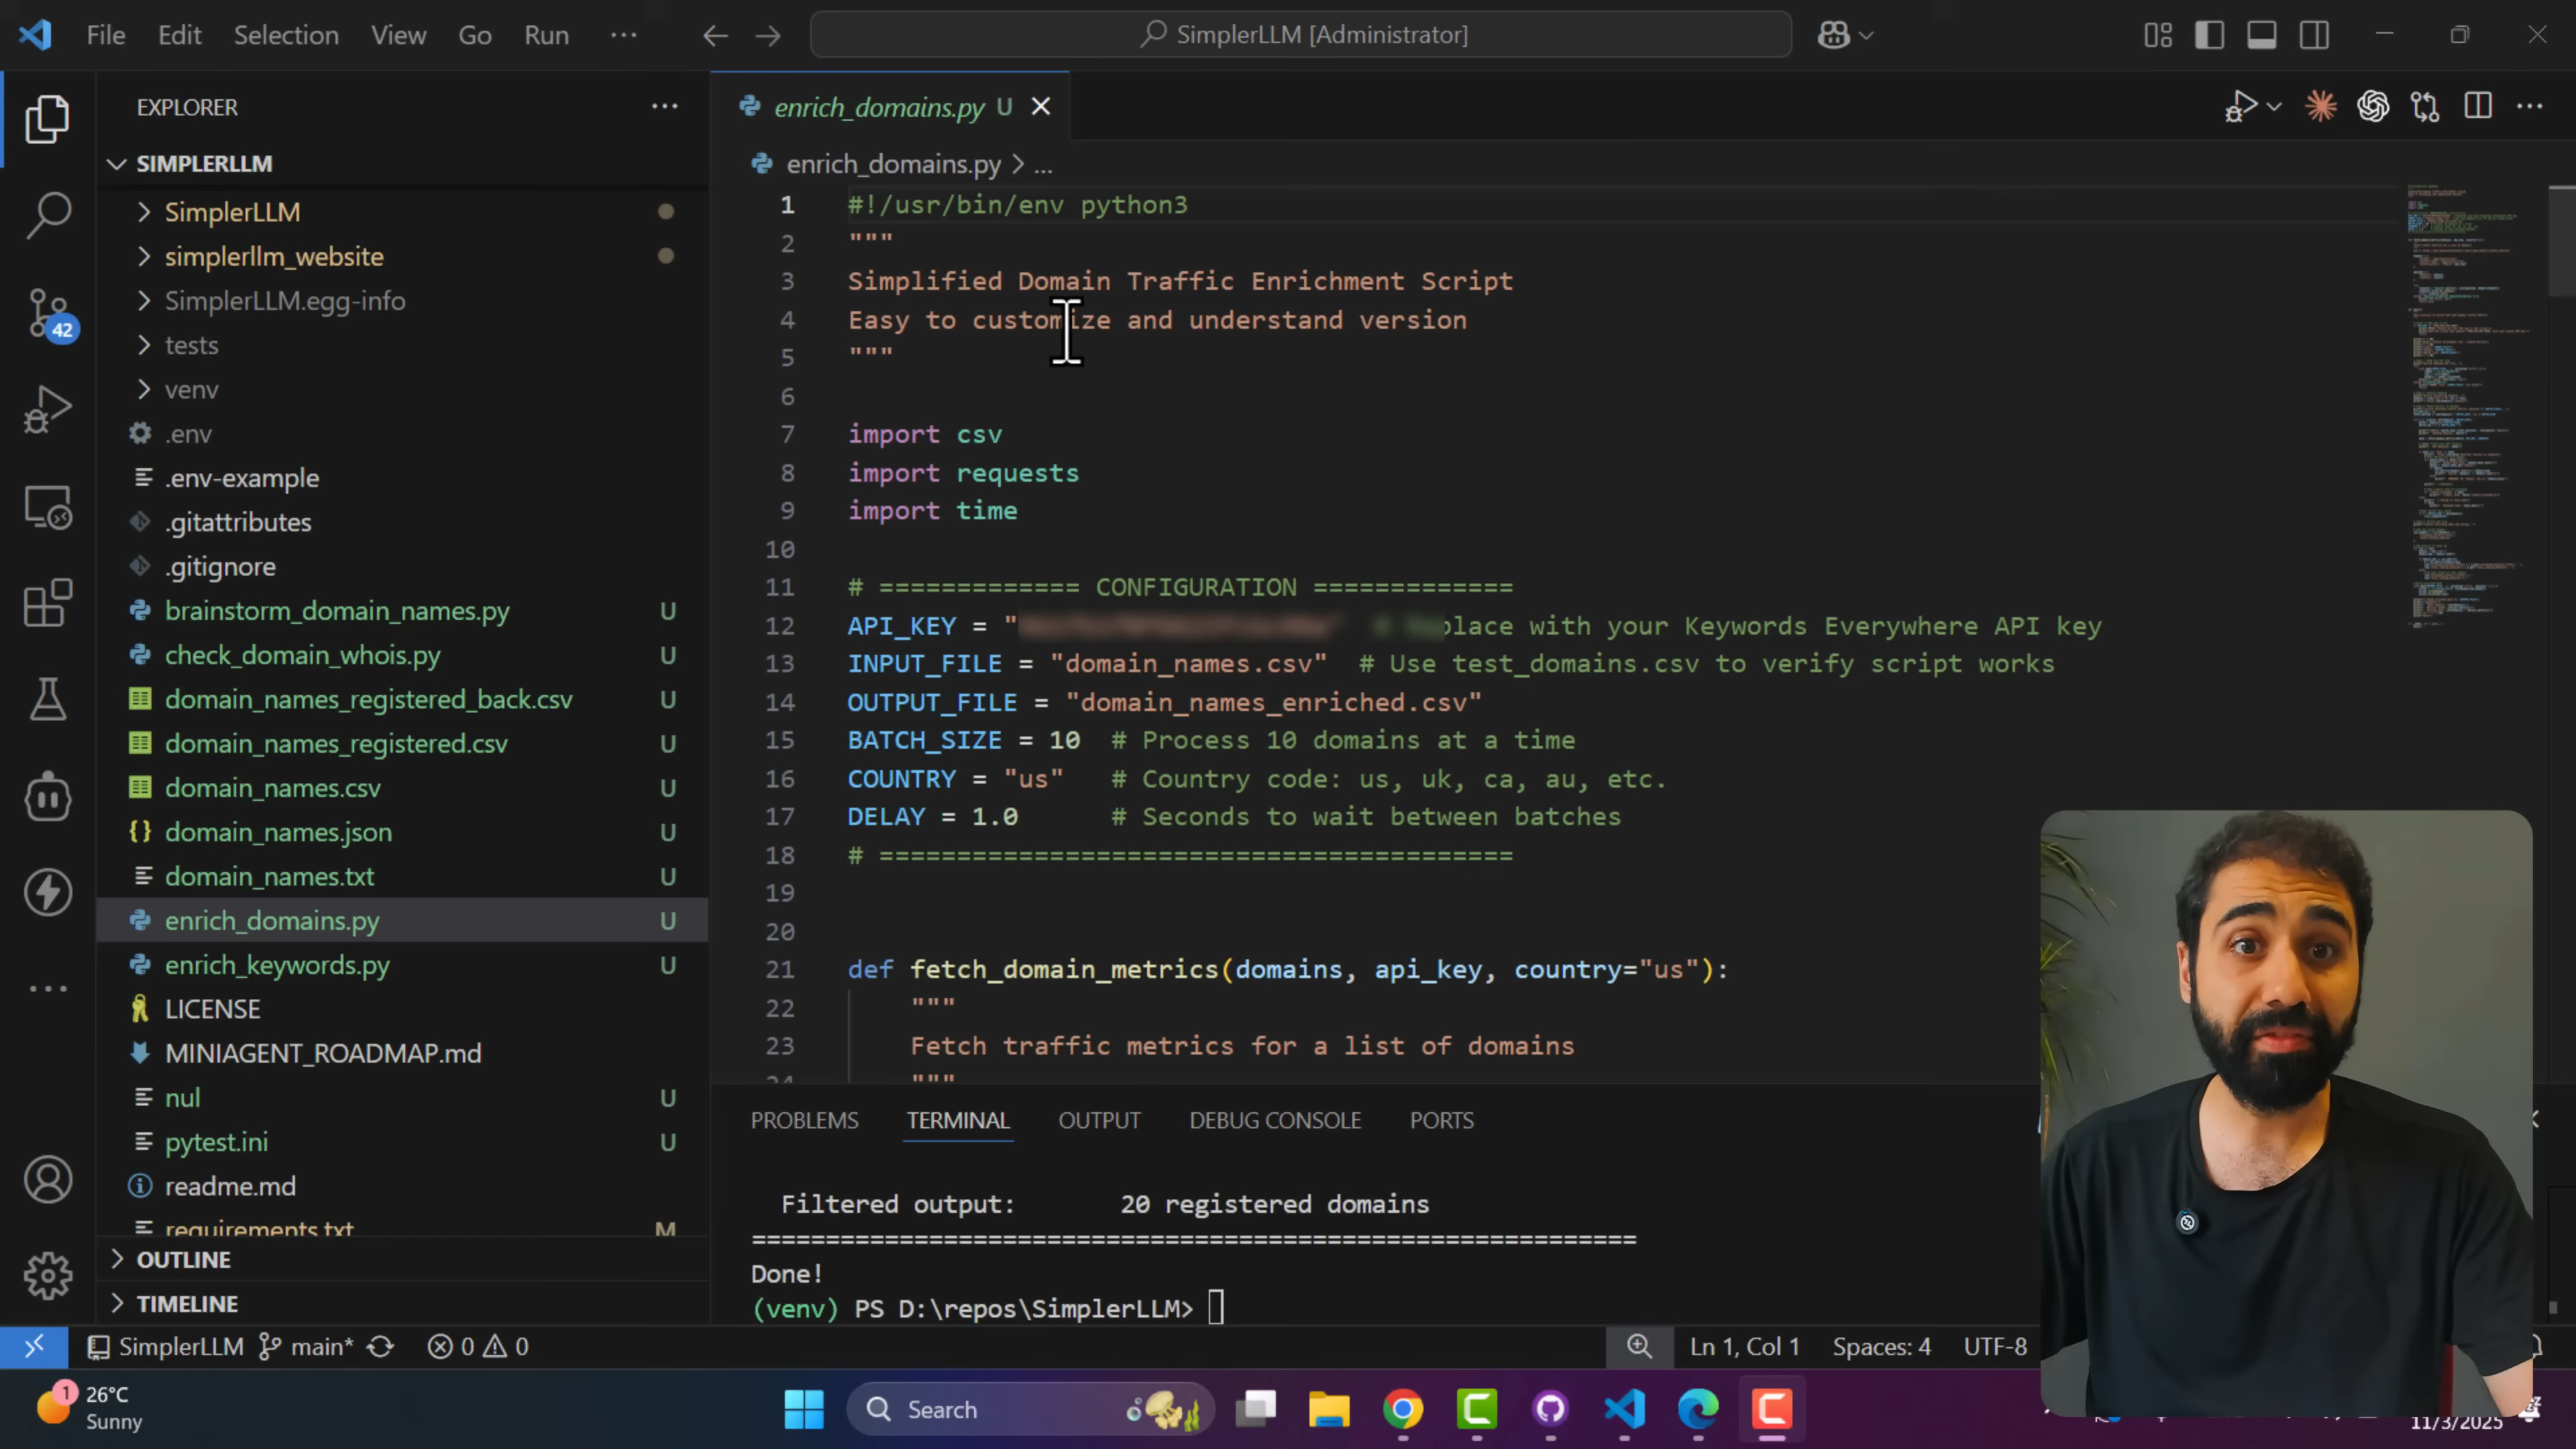 File Edit Selection View Go Run ···
SimplerLLM [Administrator]
EXPLORER
SIMPLERLLM
SimplerLLM
simplerllm_website
SimplerLLM.egg-info
tests
venv
.env
.env-example
.gitattributes
.gitignore
brainstorm_domain_names.py U
check_domain_whois.py U
domain_names_registered_back.csv U
domain_names_registered.csv U
domain_names.csv U
domain_names.json U
domain_names.txt U
enrich_domains.py U
enrich_keywords.py U
LICENSE
MINIAGENT_ROADMAP.md
nul U
pytest.ini U
readme.md
requirements.txt M
OUTLINE
TIMELINE
42
enrich_domains.py U
enrich_domains.py > ...
1 #!/usr/bin/env python3
2 """
3 Simplified Domain Traffic Enrichment Script
4 Easy to customize and understand version
5 """
6
7 import csv
8 import requests
9 import time
10
11 # ============= CONFIGURATION =============
12 API_KEY = " place with your Keywords Everywhere API key
13 INPUT_FILE = "domain_names.csv" # Use test_domains.csv to verify script works
14 OUTPUT_FILE = "domain_names_enriched.csv"
15 BATCH_SIZE = 10 # Process 10 domains at a time
16 COUNTRY = "us" # Country code: us, uk, ca, au, etc.
17 DELAY = 1.0 # Seconds to wait between batches
18 # =========================================
19
20
21 def fetch_domain_metrics(domains, api_key, country="us"):
22 """
23 Fetch traffic metrics for a list of domains
24 """
PROBLEMS TERMINAL OUTPUT DEBUG CONSOLE PORTS
Filtered output: 20 registered domains
============================================================
Done!
(venv) PS D:\repos\SimplerLLM>
SimplerLLM main* 0 0
Ln 1, Col 1 Spaces: 4 UTF-8
1
26°C
Sunny
Search
11/3/2025